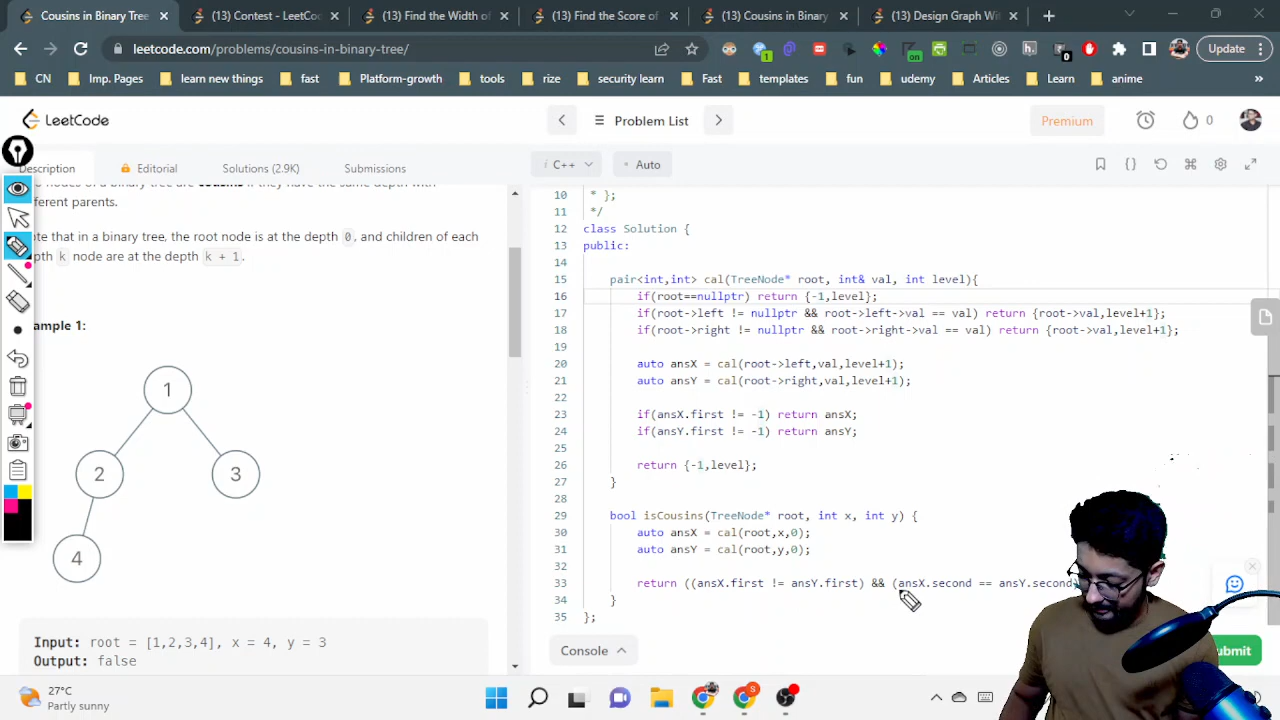 Cousins in Binary Tree
(13) Contest - LeetCo
(13) Find the Width of
(13) Find the Score of
(13) Cousins in Binary
(13) Design Graph Wit
leetcode.com/problems/cousins-in-binary-tree/
1
on
0
Update
CN
Imp. Pages
learn new things
fast
Platform-growth
tools
rise
security learn
Fast
templates
fun
udemy
Articles
Learn
anime
»
LeetCode
Problem List
Premium
0
Description
Editorial
Solutions (2.9K)
Submissions
i C++
Auto
ferent parents.
te that in a binary tree, the root node is at the depth 0, and children of each
pth k node are at the depth k + 1.
ample 1:
1
2
3
4
Input: root = [1,2,3,4], x = 4, y = 3
Output: false
10 * };
11 */
12 class Solution {
13 public:
14
15 pair<int,int> cal(TreeNode* root, int& val, int level){
16 if(root==nullptr) return {-1,level};
17 if(root->left != nullptr && root->left->val == val) return {root->val,level+1};
18 if(root->right != nullptr && root->right->val == val) return {root->val,level+1};
19
20 auto ansX = cal(root->left,val,level+1);
21 auto ansY = cal(root->right,val,level+1);
22
23 if(ansX.first != -1) return ansX;
24 if(ansY.first != -1) return ansY;
25
26 return {-1,level};
27 }
28
29 bool isCousins(TreeNode* root, int x, int y) {
30 auto ansX = cal(root,x,0);
31 auto ansY = cal(root,y,0);
32
33 return ((ansX.first != ansY.first) && (ansX.second == ansY.second)
34 }
35 };
Console
ubmit
27°C
Partly sunny